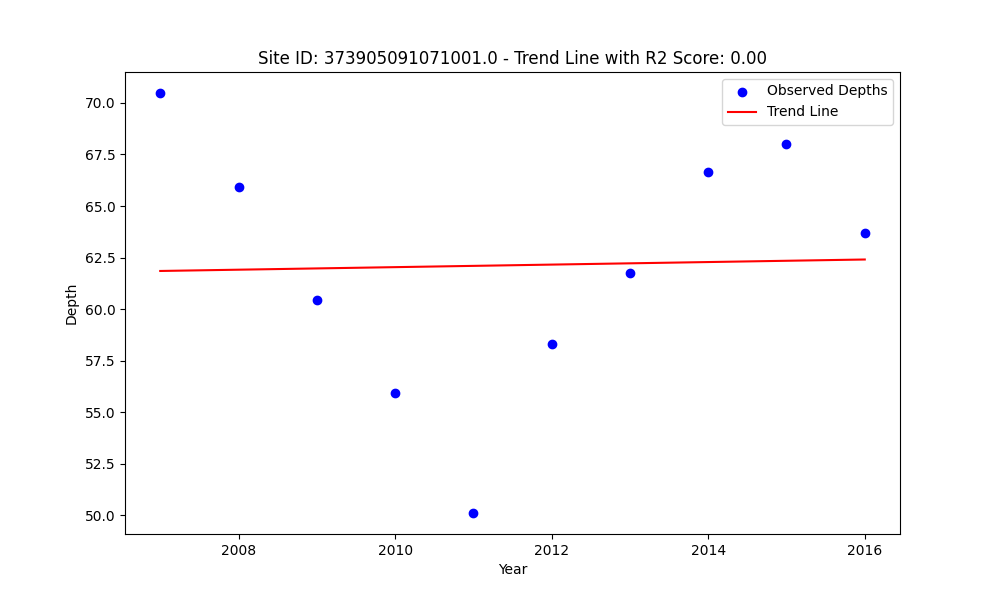 Site ID: 373905091071001.0 - Trend Line with R2 Score: 0.00
Observed Depths
Trend Line
70.0
67.5
65.0
62.5
60.0
57.5
55.0
52.5
50.0
Depth
2008
2010
2012
2014
2016
Year